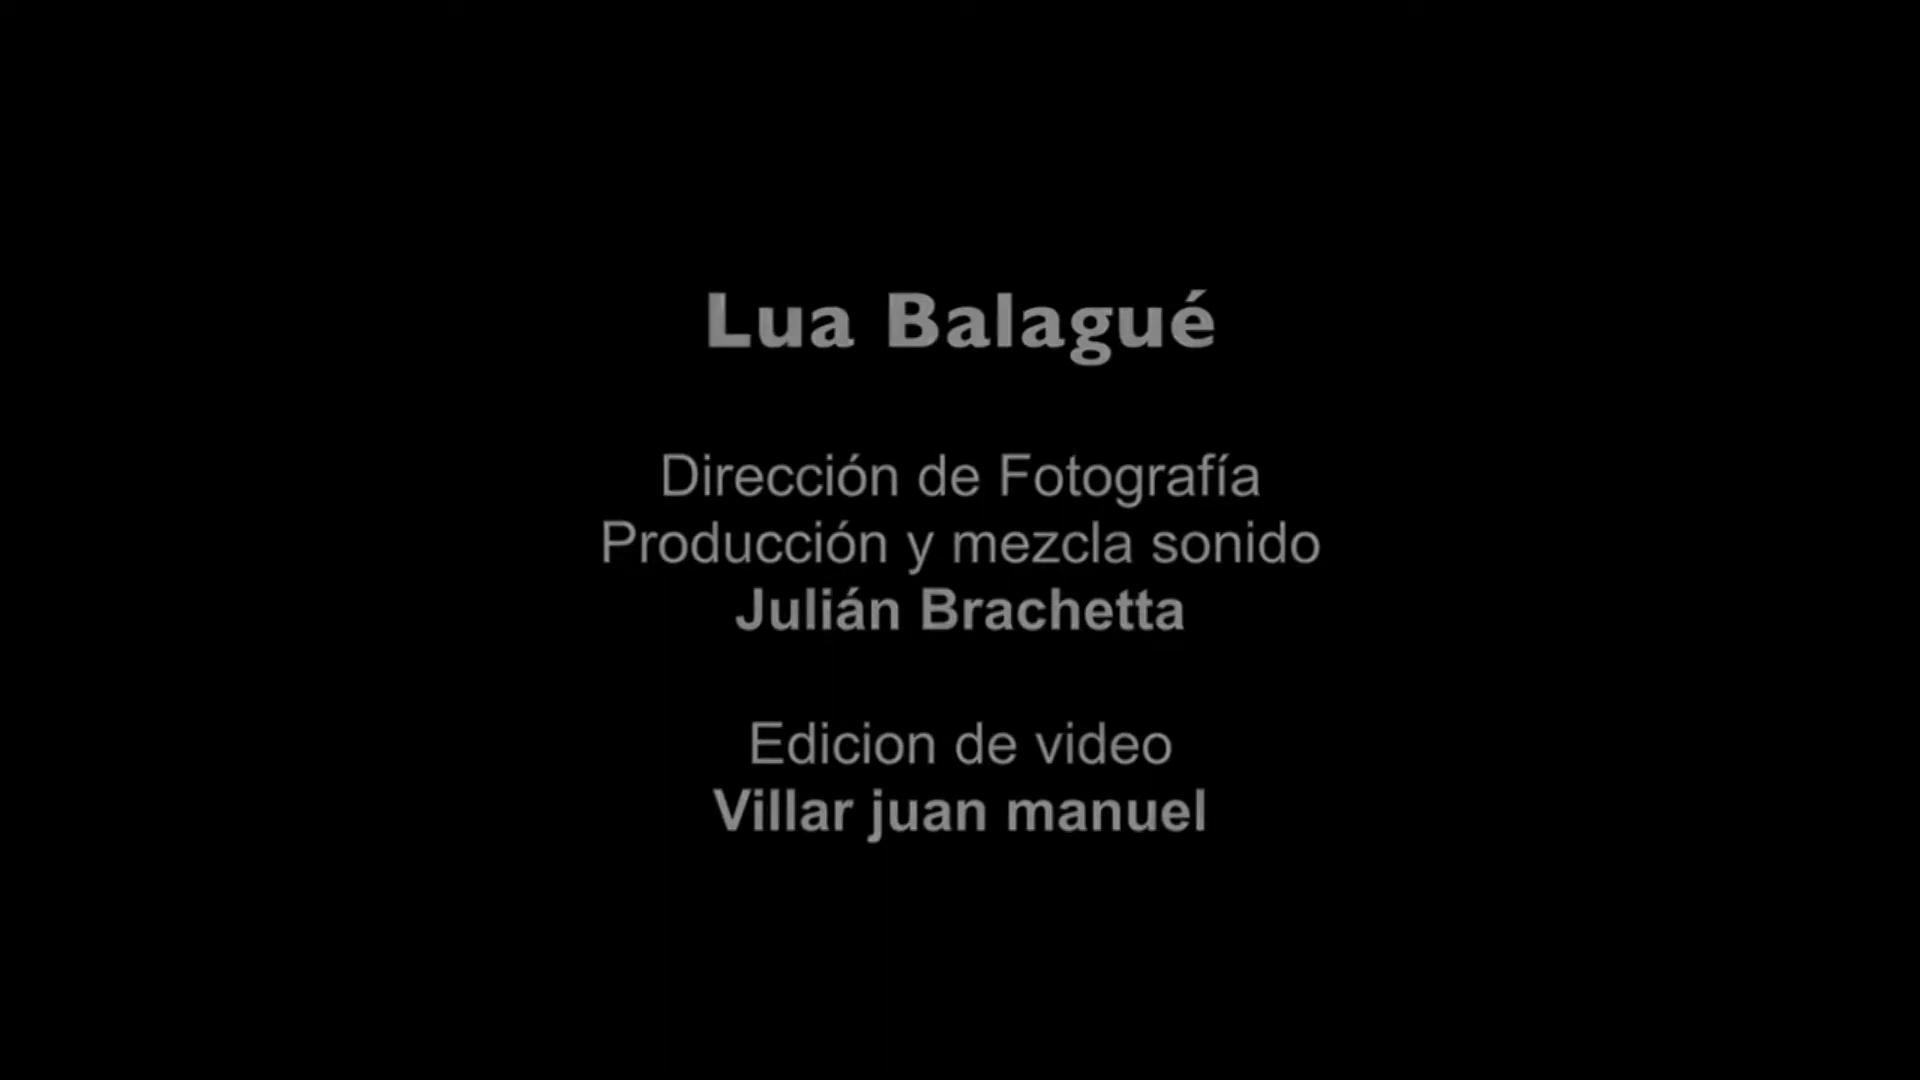 Lua Balagué
Dirección de Fotografía
Producción y mezcla sonido
Julián Brachetta
Edicion de video
Villar juan manuel